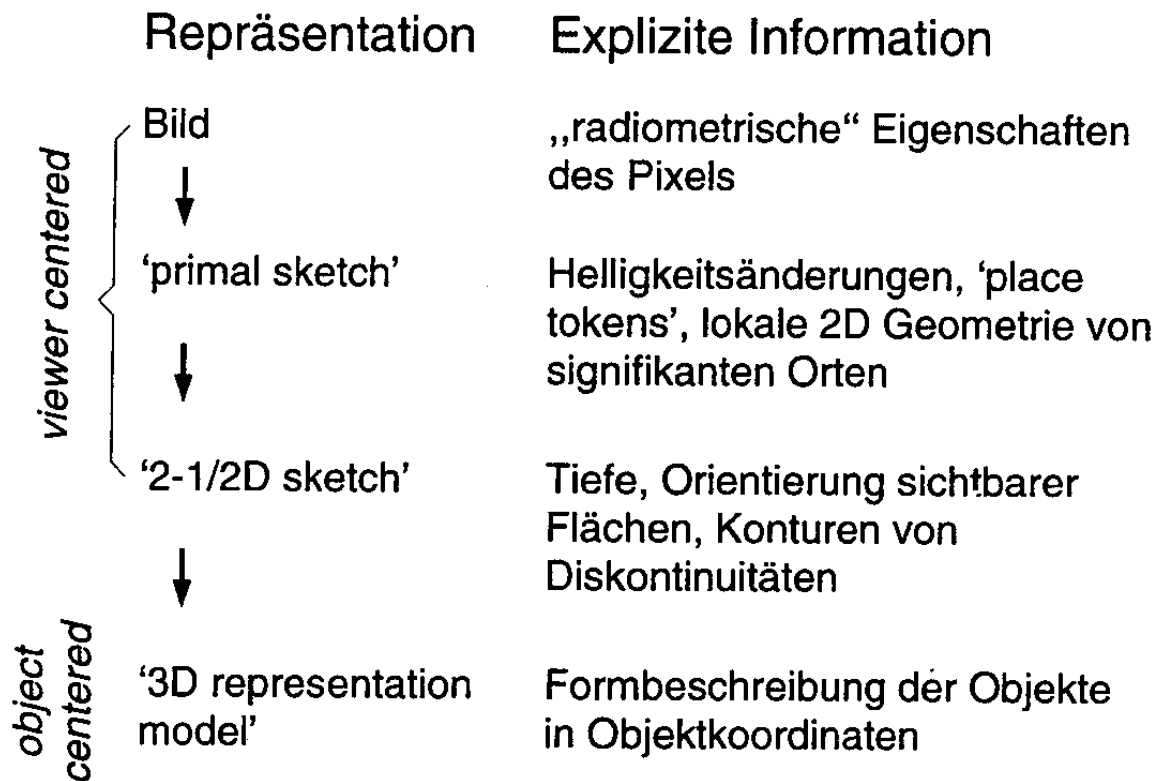 Repräsentation Explizite Information
viewer centered
Bild
„radiometrische“ Eigenschaften
des Pixels
‘primal sketch’
Helligkeitsänderungen, ‘place
tokens’, lokale 2D Geometrie von
signifikanten Orten
‘2-1/2D sketch’
Tiefe, Orientierung sichtbarer
Flächen, Konturen von
Diskontinuitäten
object
centered
‘3D representation
model’
Formbeschreibung der Objekte
in Objektkoordinaten